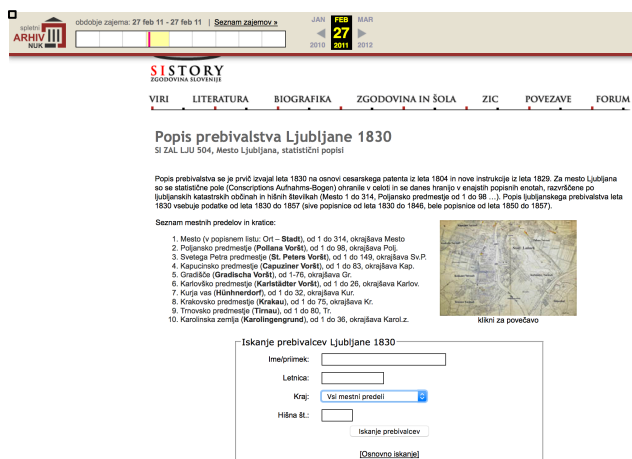 spletni
ARHIV
NUK
obdobje zajema: 27 feb 11 - 27 feb 11 | Seznam zajemov »
JAN FEB MAR
27
2010 2011 2012
SISTORY
ZGODOVINA SLOVENIJE
VIRI LITERATURA BIOGRAFIKA ZGODOVINA IN ŠOLA ZIC POVEZAVE FORUM
Popis prebivalstva Ljubljane 1830
SI ZAL LJU 504, Mesto Ljubljana, statistični popisi
Popis prebivalstva se je prvič izvajal leta 1830 na osnovi cesarskega patenta iz leta 1804 in nove instrukcije iz leta 1829. Za mesto Ljubljana
so se statistične pole (Conscriptions Aufnahms-Bogen) ohranile v celoti in se danes hranijo v enajstih popisnih enotah, razvrščene po
ljubljanskih katastrskih občinah in hišnih številkah (Mesto 1 do 314, Poljansko predmestje od 1 do 98 ...). Popis ljubljanskega prebivalstva leta
1830 vsebuje podatke od leta 1830 do 1857 (sive popisnice od leta 1830 do 1846, bele popisnice od leta 1850 do 1857).
Seznam mestnih predelov in kratice:
1. Mesto (v popisnem listu: Ort – Stadt), od 1 do 314, okrajšava Mesto
2. Poljansko predmestje (Pollana Voršt), od 1 do 98, okrajšava Polj.
3. Svetega Petra predmestje (St. Peters Voršt), od 1 do 149, okrajšava Sv.P.
4. Kapucinsko predmestje (Capuziner Voršt), od 1 do 83, okrajšava Kap.
5. Gradišče (Gradischa Voršt), od 1-76, okrajšava Gr.
6. Karlovško predmestje (Karlstädter Voršt), od 1 do 26, okrajšava Karlov.
7. Kurja vas (Hünhnerdorf), od 1 do 32, okrajšava Kur.
8. Krakovsko predmestje (Krakau), od 1 do 75, okrajšava Kr.
9. Trnovsko predmestje (Tirnau), od 1 do 80, Tr.
10. Karolinska zemlja (Karolingengrund), od 1 do 36, okrajšava Karol.z.
klikni za povečavo
Iskanje prebivalcev Ljubljane 1830
Ime/priimek:
Letnica:
Kraj: Vsi mestni predeli
Hišna št.:
Iskanje prebivalcev
[Osnovno iskanje]